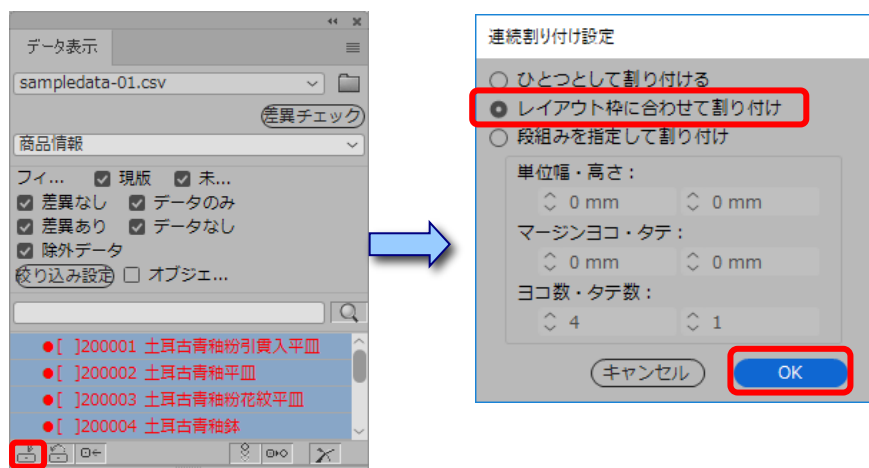 データ表示
sampledata-01.csv
差異チェック
商品情報
フィ... 現版 未...
差異なし データのみ
差異あり データなし
除外データ
絞り込み設定 オブジェ...
●[ ]200001 土耳古青釉粉引貫入平皿
●[ ]200002 土耳古青釉平皿
●[ ]200003 土耳古青釉粉花紋平皿
●[ ]200004 土耳古青釉鉢
連続割り付け設定
ひとつとして割り付ける
レイアウト枠に合わせて割り付け
段組みを指定して割り付け
単位幅・高さ：
0 mm 0 mm
マージンヨコ・タテ：
0 mm 0 mm
ヨコ数・タテ数：
4 1
キャンセル OK